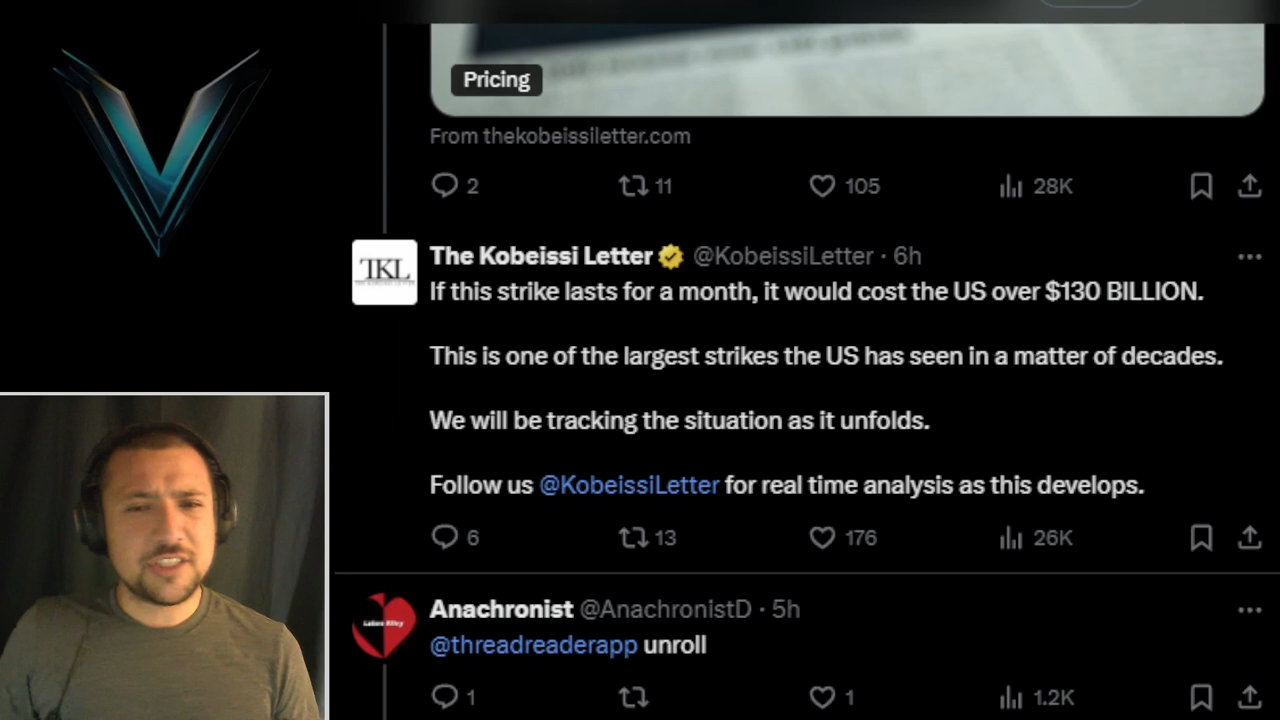 Pricing
From thekobeissiletter.com
2 11 105 28K
TKL
The Kobeissi Letter @KobeissiLetter · 6h
If this strike lasts for a month, it would cost the US over $130 BILLION.
This is one of the largest strikes the US has seen in a matter of decades.
We will be tracking the situation as it unfolds.
Follow us @KobeissiLetter for real time analysis as this develops.
6 13 176 26K
Anachronist @AnachronistD · 5h
@threadreaderapp unroll
1 1 1.2K